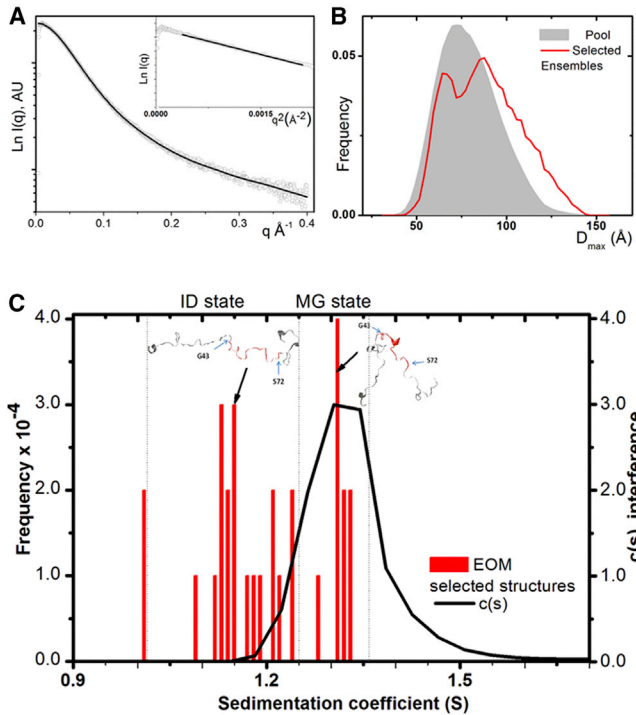 A
Ln I(q), AU
Ln I(q)
0.0000
0.0015
q²(Å⁻²)
0.0
0.1
0.2
0.3
0.4
q Å⁻¹
B
0.05
Frequency
0.00
50
100
150
Dmax (Å)
Pool
Selected
Ensembles
C
ID state
MG state
4.0
3.0
2.0
1.0
0.0
Frequency x 10⁻⁴
G43
S72
G43
S72
4.0
3.0
2.0
1.0
0.0
c(s), interference
EOM
selected structures
c(s)
0.9
1.2
1.5
Sedimentation coefficient (S)